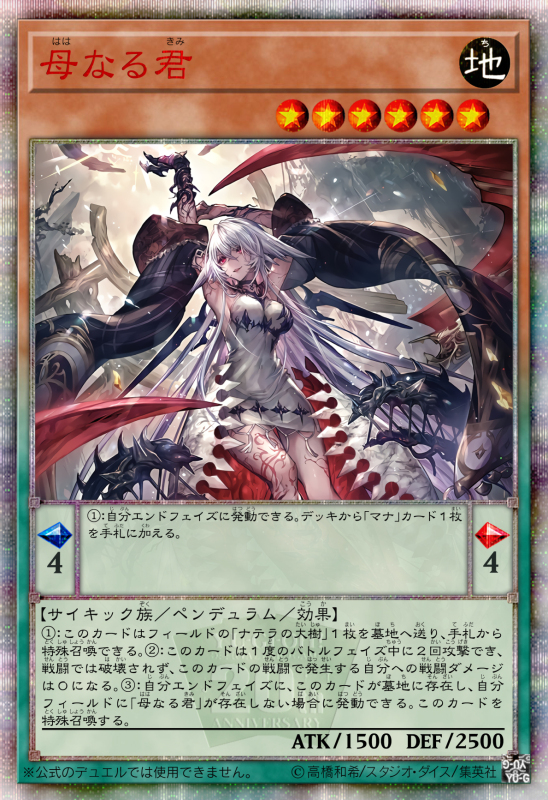 母なる君
地
①:自分エンドフェイズに発動できる。デッキから「マナ」カード1枚
を手札に加える。
4
4
【サイキック族/ペンデュラム/効果】
①:このカードはフィールドの「ナテラの大樹」1枚を墓地へ送り、手札から
特殊召喚できる。②:このカードは1度のバトルフェイズ中に2回攻撃でき、
戦闘では破壊されず、このカードの戦闘で発生する自分への戦闘ダメージ
は0になる。③:自分エンドフェイズに、このカードが墓地に存在し、自分
フィールドに「母なる君」が存在しない場合に発動できる。このカードを
特殊召喚する。
ANNIVERSARY
ATK/1500 DEF/2500
※公式のデュエルでは使用できません。 ©高橋和希/スタジオ・ダイス/集英社